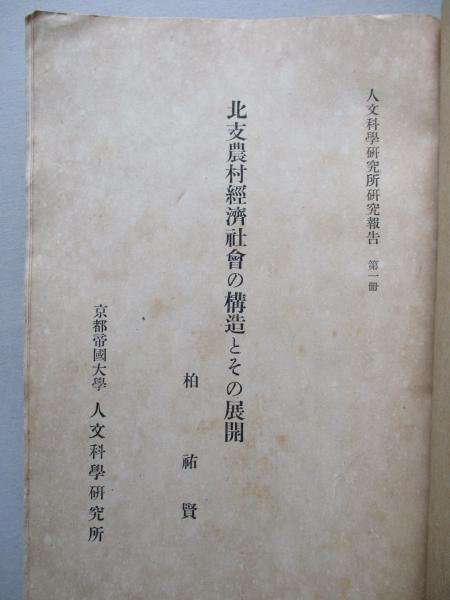 人文科學研究所研究報告 第一冊
北支農村經濟社會の構造とその展開
柏祐賢
京都帝國大學 人文科學研究所